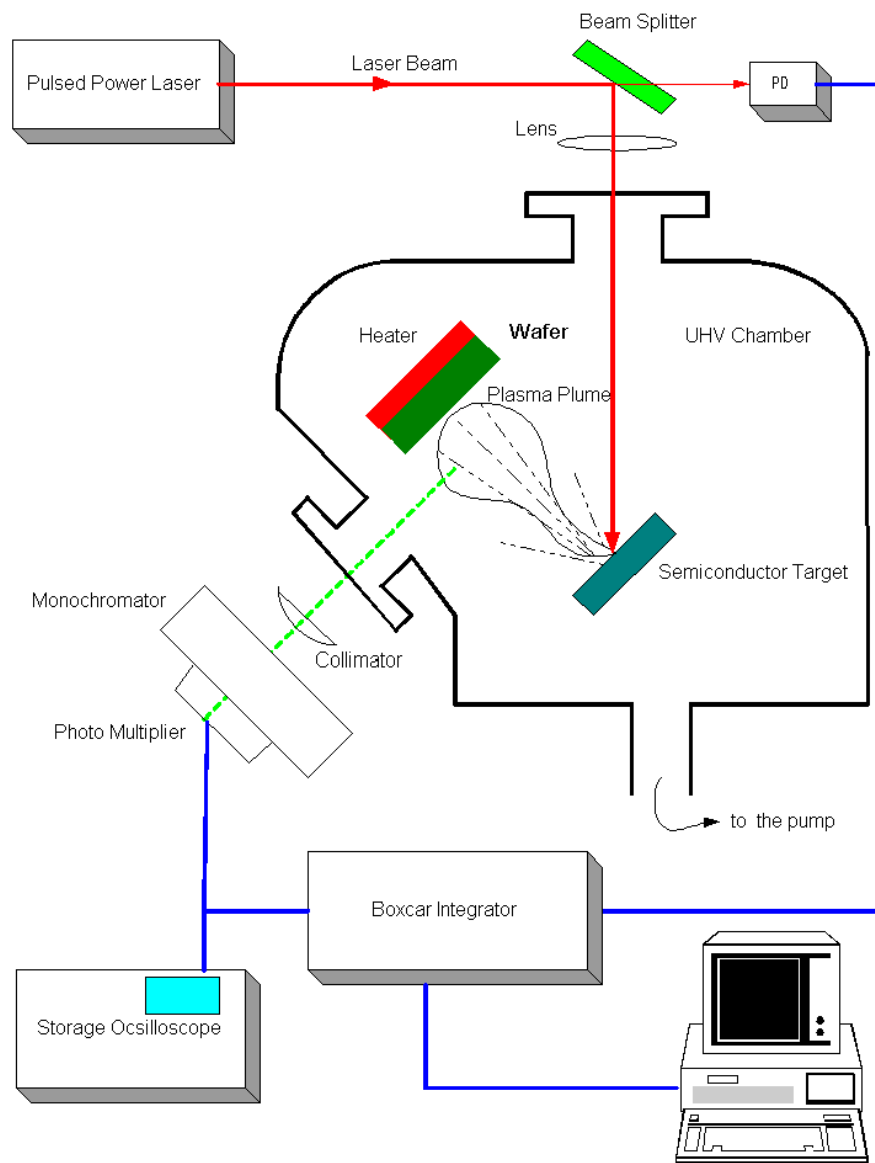 Beam Splitter
Pulsed Power Laser
Laser Beam
PD
Lens
Heater
Wafer
UHV Chamber
Plasma Plume
Semiconductor Target
Monochromator
Collimator
Photo Multiplier
to the pump
Boxcar Integrator
Storage Ocsilloscope